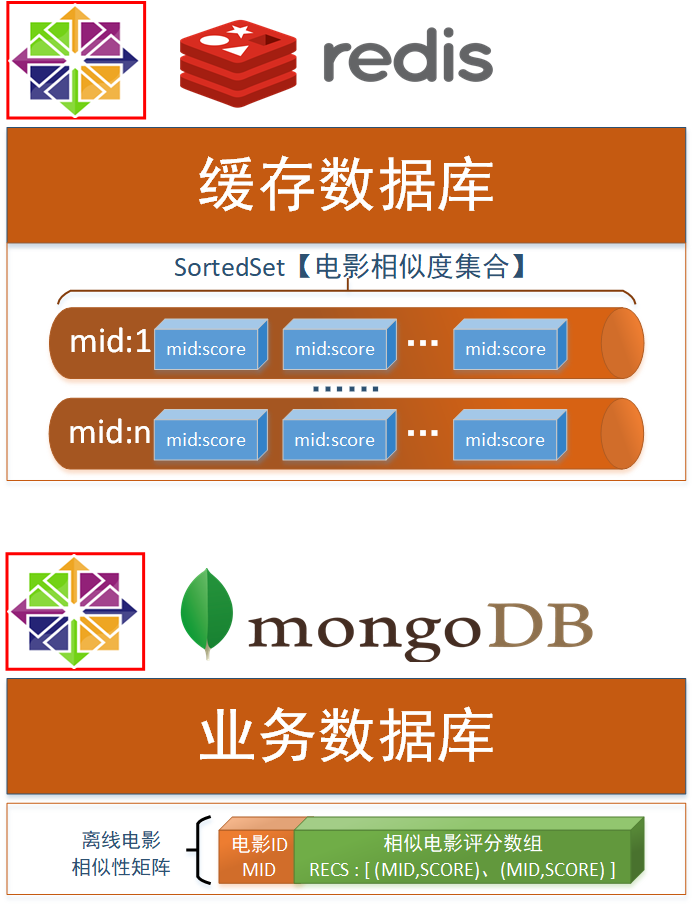 redis
缓存数据库
SortedSet【电影相似度集合】
mid:1 mid:score mid:score ... mid:score
......
mid:n mid:score mid:score ... mid:score
mongoDB
业务数据库
离线电影
相似性矩阵
电影ID
MID
相似电影评分数组
RECS : [ (MID,SCORE)、(MID,SCORE) ]